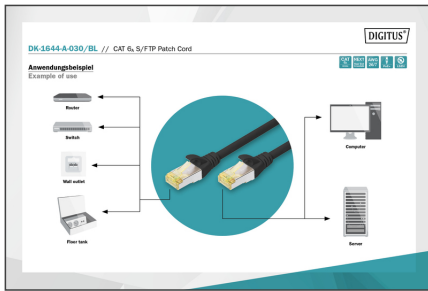 DIGITUS®
DK-1644-A-030/BL // CAT 6A S/FTP Patch Cord
Anwendungsbeispiel
Example of use
Router
Switch
Wall outlet
Floor tank
Computer
Server